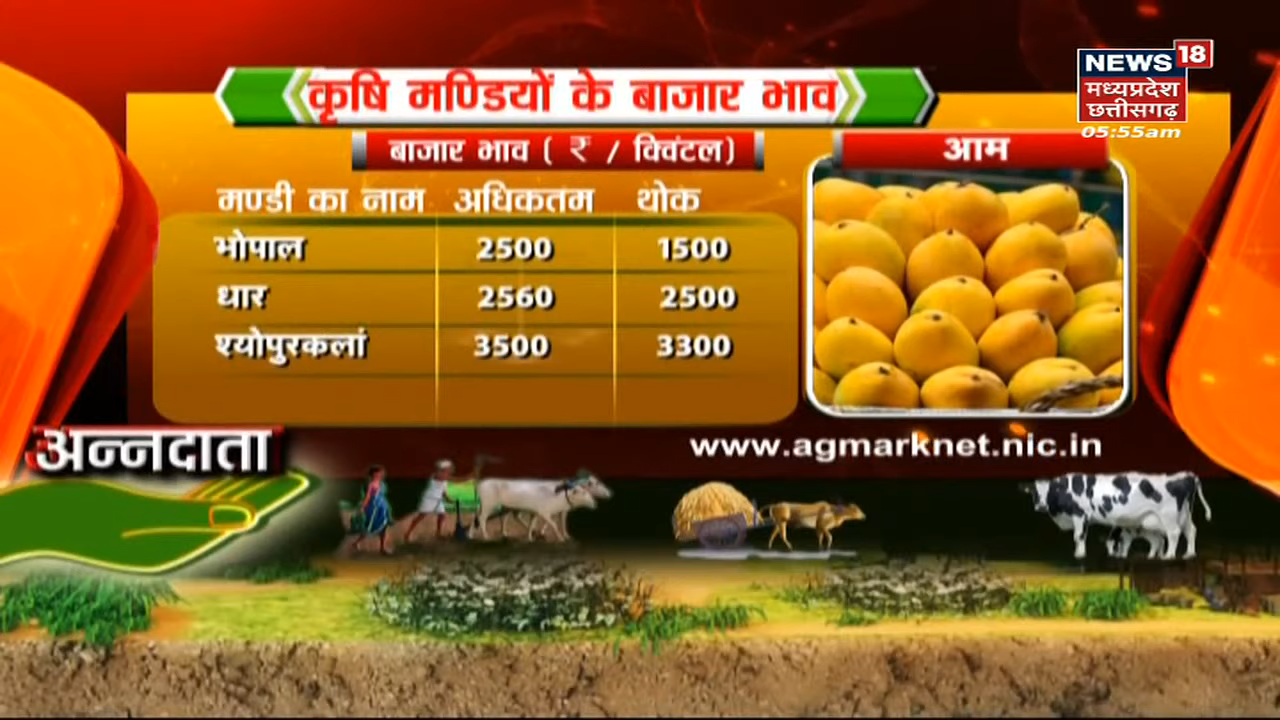 कृषि मण्डियों के बाजार भाव
NEWS 18
मध्यप्रदेश
छत्तीसगढ़
05:55am
बाजार भाव ( ₹ / क्विंटल)
आम
मण्डी का नाम अधिकतम थोक
भोपाल 2500 1500
धार 2560 2500
श्योपुरकलां 3500 3300
अन्नदाता
www.agmarknet.nic.in